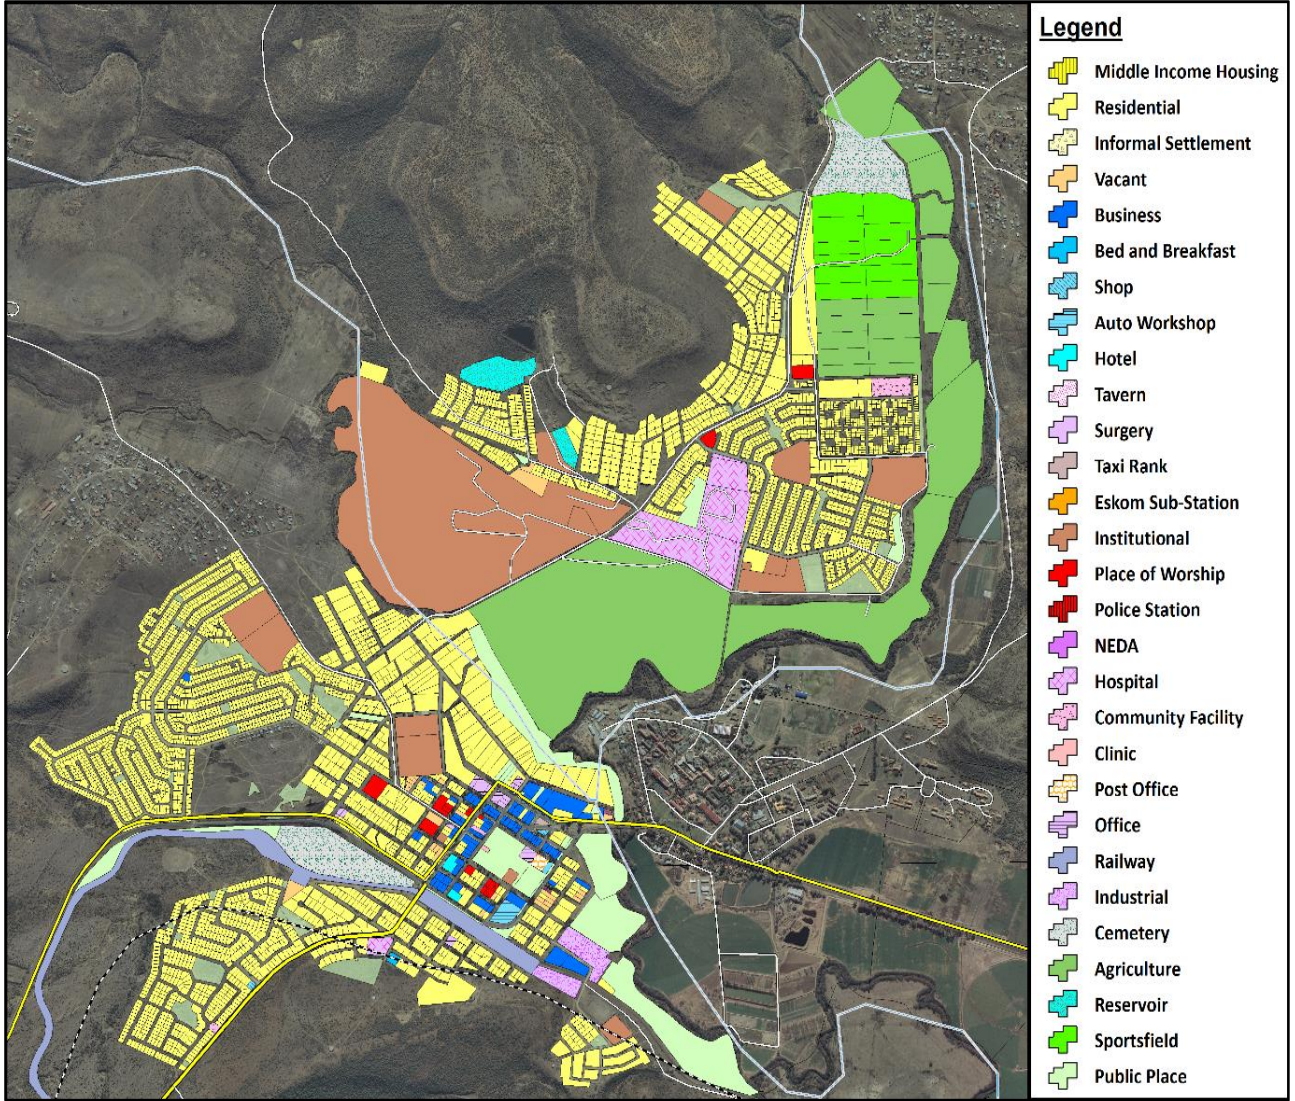 Legend
Middle Income Housing
Residential
Informal Settlement
Vacant
Business
Bed and Breakfast
Shop
Auto Workshop
Hotel
Tavern
Surgery
Taxi Rank
Eskom Sub-Station
Institutional
Place of Worship
Police Station
NEDA
Hospital
Community Facility
Clinic
Post Office
Office
Railway
Industrial
Cemetery
Agriculture
Reservoir
Sportsfield
Public Place